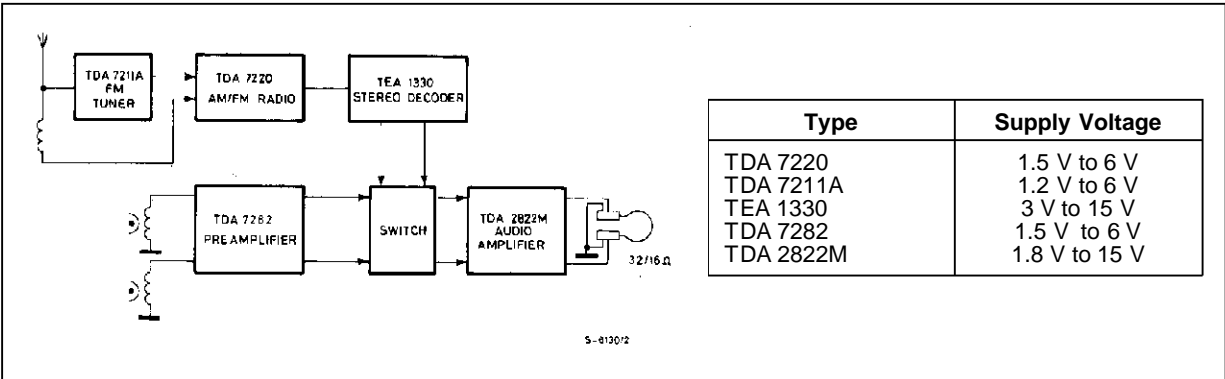 TDA 7211A
FM
TUNER
TDA 7220
AM/FM RADIO
TEA 1330
STEREO DECODER
TDA 7282
PREAMPLIFIER
SWITCH
TDA 2822M
AUDIO
AMPLIFIER
32/16Ω
S-6130/2
Type Supply Voltage
TDA 7220 1.5 V to 6 V
TDA 7211A 1.2 V to 6 V
TEA 1330 3 V to 15 V
TDA 7282 1.5 V to 6 V
TDA 2822M 1.8 V to 15 V